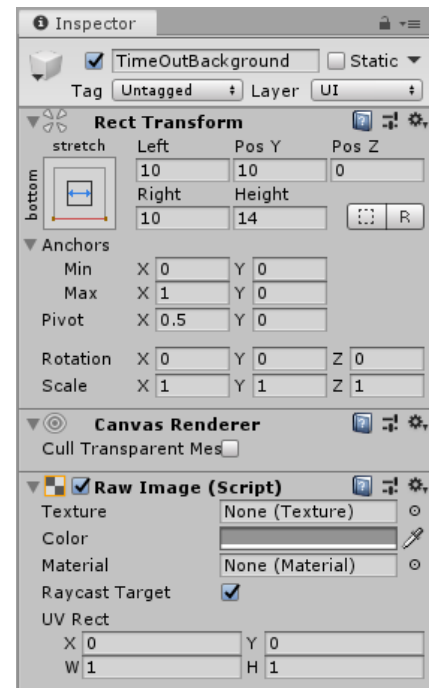 Inspector
TimeOutBackground Static
Tag Untagged Layer UI
Rect Transform
stretch Left Pos Y Pos Z
bottom 10 10 0
Right Height
10 14 R
Anchors
Min X 0 Y 0
Max X 1 Y 0
Pivot X 0.5 Y 0
Rotation X 0 Y 0 Z 0
Scale X 1 Y 1 Z 1
Canvas Renderer
Cull Transparent Mes
Raw Image (Script)
Texture None (Texture)
Color
Material None (Material)
Raycast Target
UV Rect
X 0 Y 0
W 1 H 1